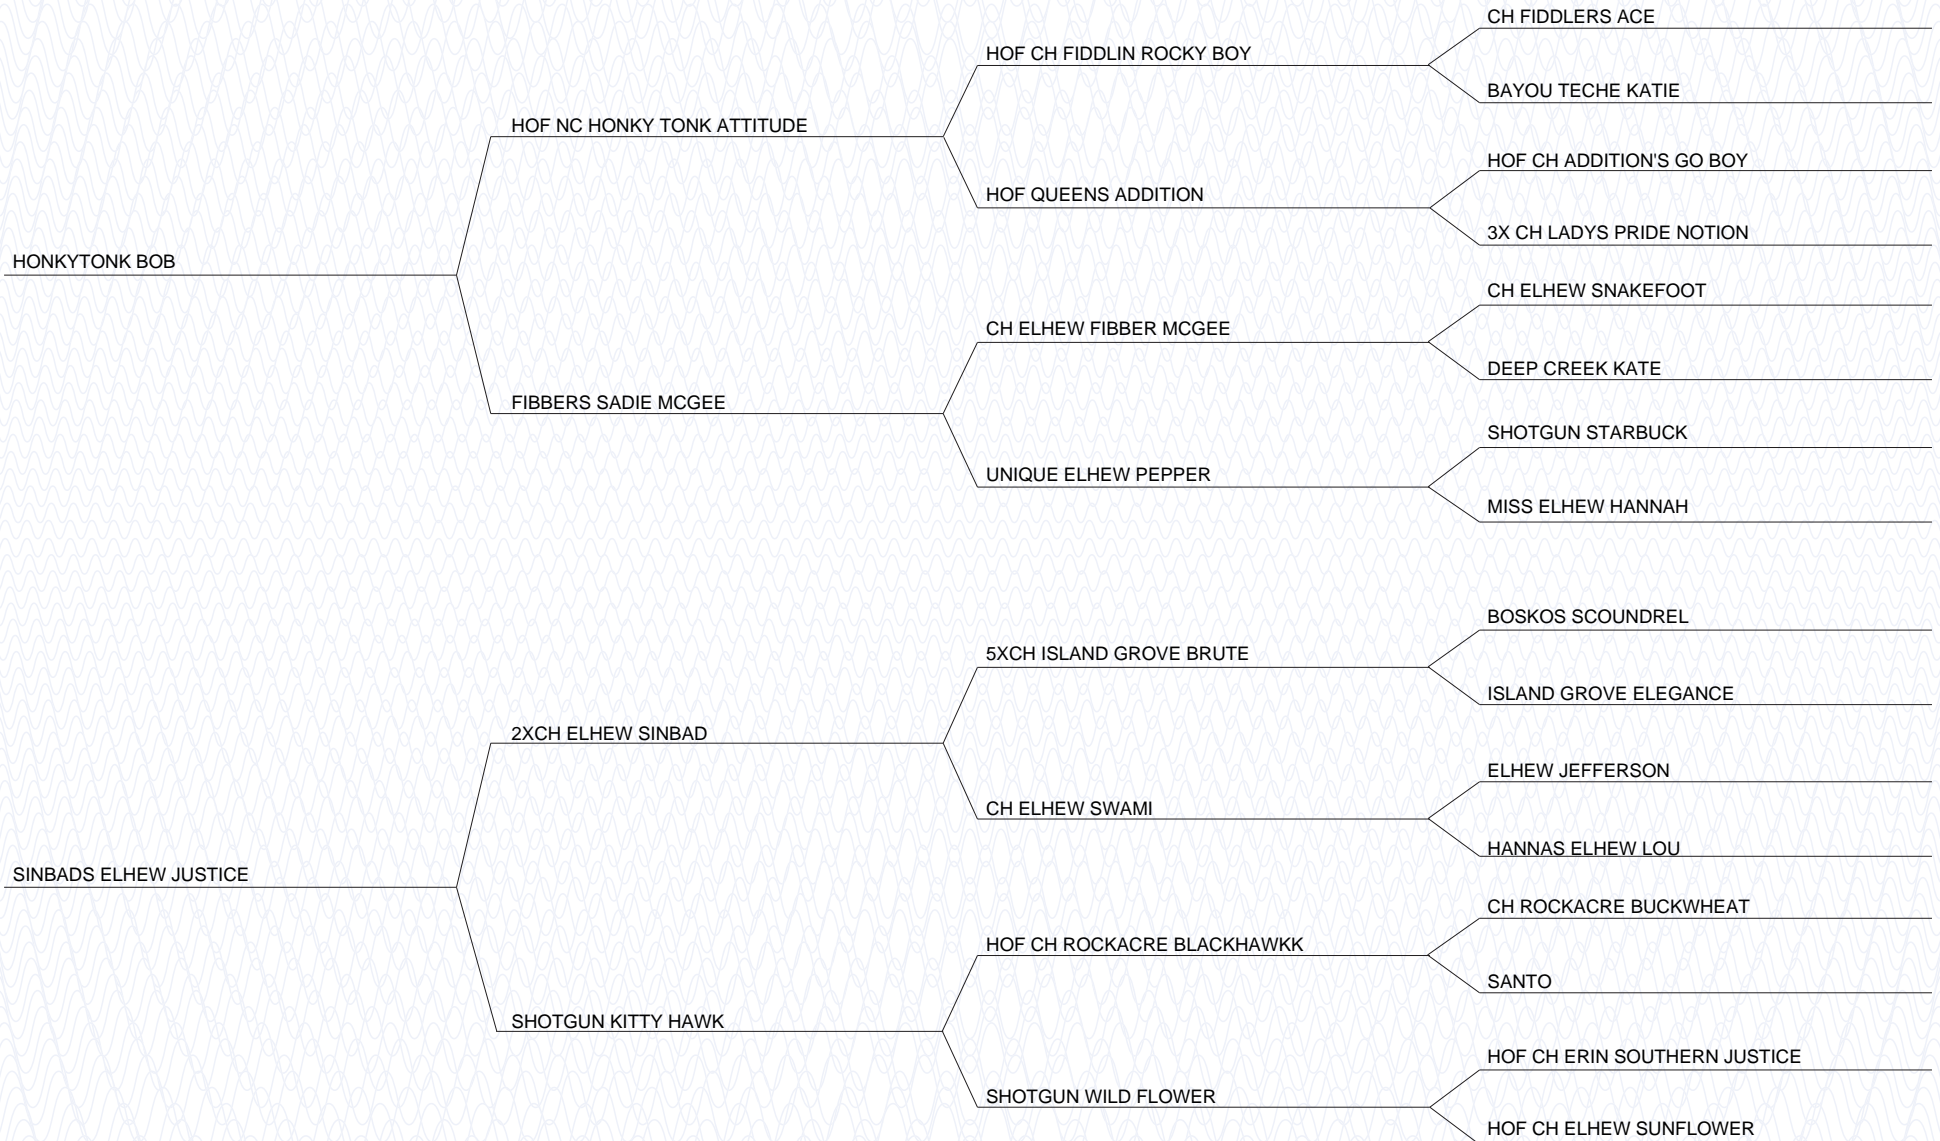 CH FIDDLERS ACE
HOF CH FIDDLIN ROCKY BOY
BAYOU TECHE KATIE
HOF NC HONKY TONK ATTITUDE
HOF CH ADDITION'S GO BOY
HOF QUEENS ADDITION
3X CH LADYS PRIDE NOTION
HONKYTONK BOB
CH ELHEW SNAKEFOOT
CH ELHEW FIBBER MCGEE
DEEP CREEK KATE
FIBBERS SADIE MCGEE
SHOTGUN STARBUCK
UNIQUE ELHEW PEPPER
MISS ELHEW HANNAH
BOSKOS SCOUNDREL
5XCH ISLAND GROVE BRUTE
ISLAND GROVE ELEGANCE
2XCH ELHEW SINBAD
ELHEW JEFFERSON
CH ELHEW SWAMI
HANNAS ELHEW LOU
SINBADS ELHEW JUSTICE
CH ROCKACRE BUCKWHEAT
HOF CH ROCKACRE BLACKHAWKK
SANTO
SHOTGUN KITTY HAWK
HOF CH ERIN SOUTHERN JUSTICE
SHOTGUN WILD FLOWER
HOF CH ELHEW SUNFLOWER